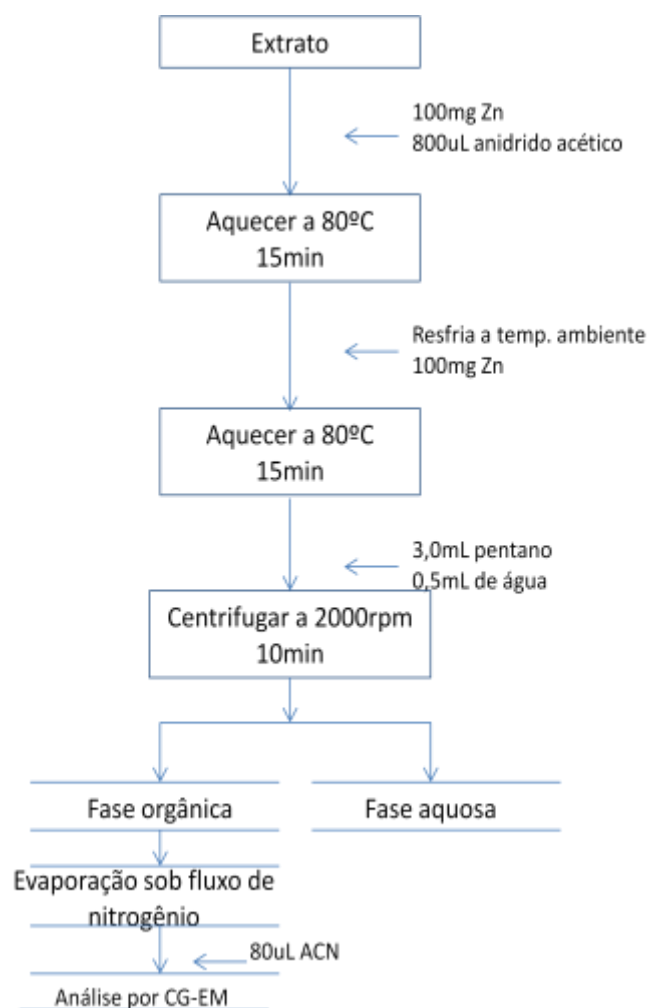 Extrato
100mg Zn
800uL anidrido acético
Aquecer a 80ºC
15min
Resfria a temp. ambiente
100mg Zn
Aquecer a 80ºC
15min
3,0mL pentano
0,5mL de água
Centrifugar a 2000rpm
10min
Fase orgânica
Fase aquosa
Evaporação sob fluxo de
nitrogênio
80uL ACN
Análise por CG-EM